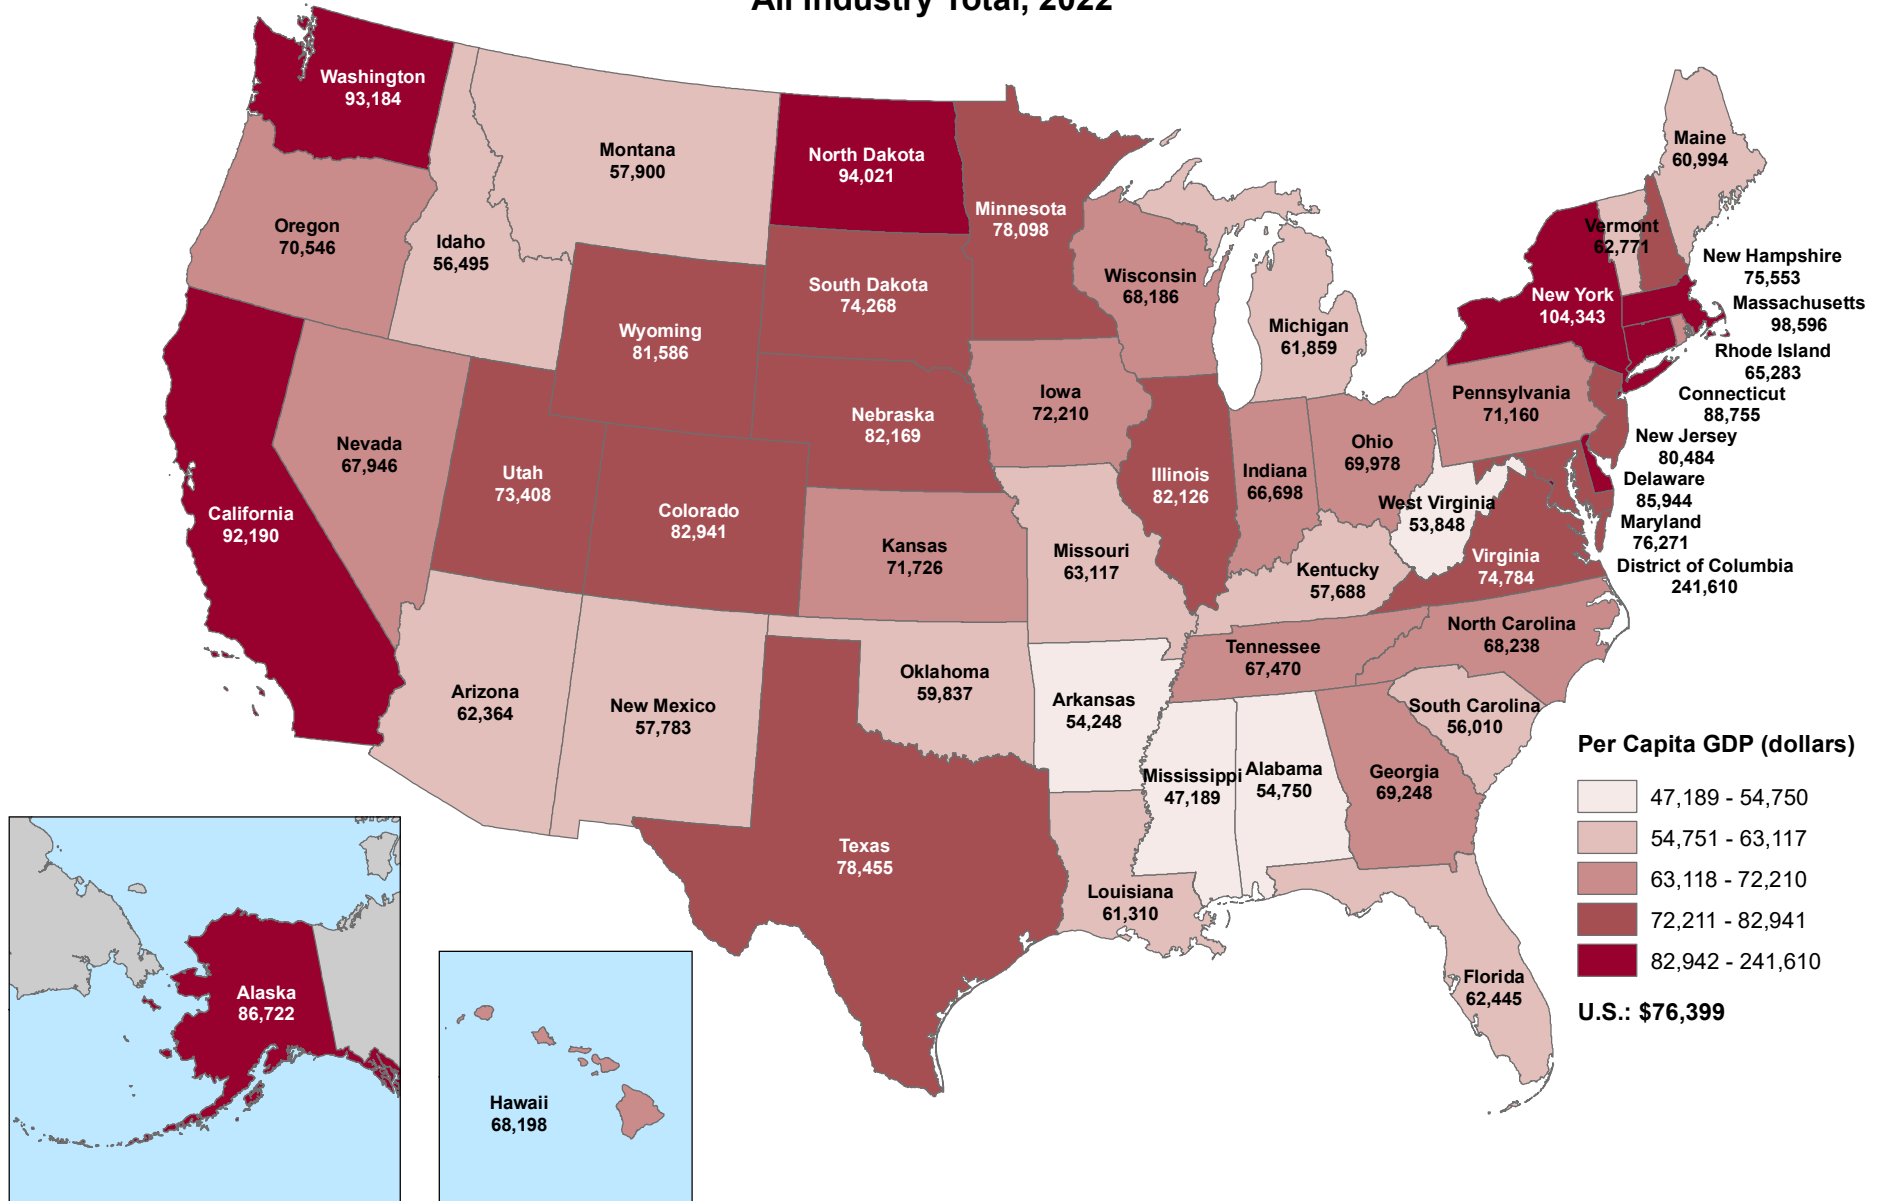 All Industry Total, 2022
Washington
93,184
Montana
57,900
North Dakota
94,021
Minnesota
78,098
Maine
60,994
Oregon
70,546
Idaho
56,495
Vermont
62,771
New Hampshire
75,553
South Dakota
74,268
Wisconsin
68,186
New York
104,343
Massachusetts
98,596
Wyoming
81,586
Michigan
61,859
Rhode Island
65,283
Iowa
72,210
Pennsylvania
71,160
Connecticut
88,755
Nebraska
82,169
Nevada
67,946
Ohio
69,978
New Jersey
80,484
Utah
73,408
Illinois
82,126
Indiana
66,698
Delaware
85,944
California
92,190
Colorado
82,941
West Virginia
53,848
Maryland
76,271
Kansas
71,726
Missouri
63,117
Kentucky
57,688
Virginia
74,784
District of Columbia
241,610
Tennessee
67,470
North Carolina
68,238
Arizona
62,364
New Mexico
57,783
Oklahoma
59,837
Arkansas
54,248
South Carolina
56,010
Mississippi
47,189
Alabama
54,750
Georgia
69,248
Texas
78,455
Louisiana
61,310
Florida
62,445
Alaska
86,722
Hawaii
68,198
Per Capita GDP (dollars)
47,189 - 54,750
54,751 - 63,117
63,118 - 72,210
72,211 - 82,941
82,942 - 241,610
U.S.: $76,399